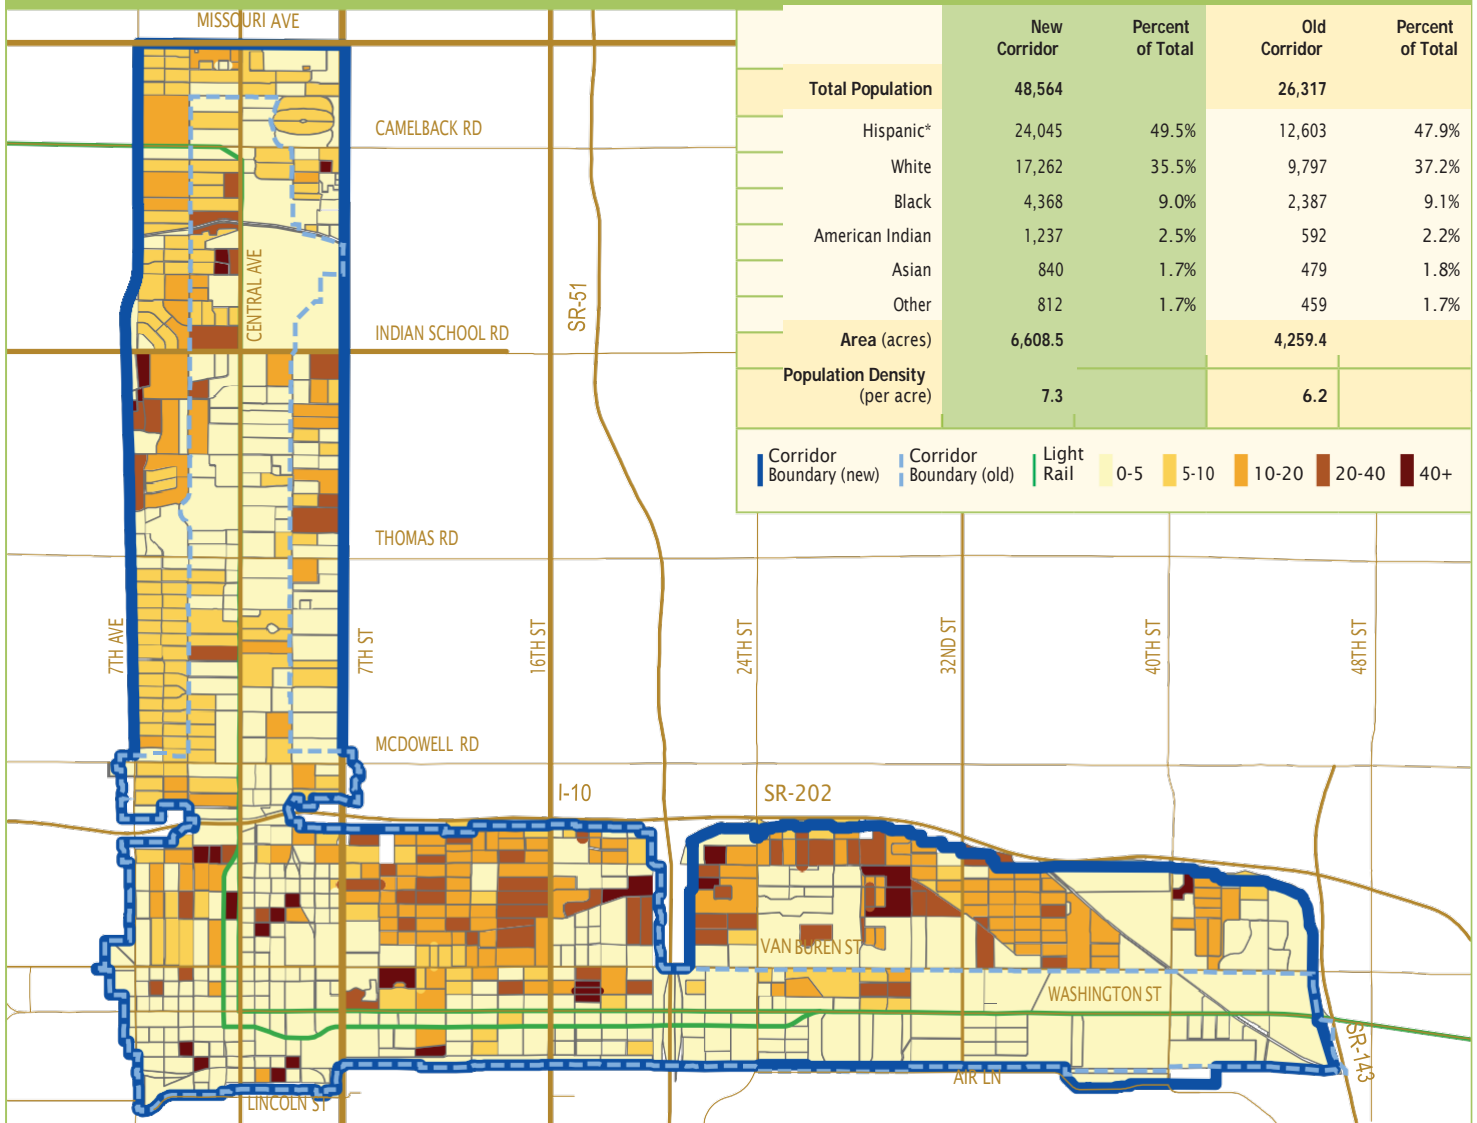 MISSOURI AVE
New Corridor Percent of Total Old Corridor Percent of Total
Total Population 48,564 26,317
Hispanic* 24,045 49.5% 12,603 47.9%
White 17,262 35.5% 9,797 37.2%
Black 4,368 9.0% 2,387 9.1%
American Indian 1,237 2.5% 592 2.2%
Asian 840 1.7% 479 1.8%
Other 812 1.7% 459 1.7%
Area (acres) 6,608.5 4,259.4
Population Density
(per acre) 7.3 6.2
Corridor Boundary (new) Corridor Boundary (old) Light Rail 0-5 5-10 10-20 20-40 40+
CAMELBACK RD
CENTRAL AVE
SR-51
INDIAN SCHOOL RD
THOMAS RD
7TH AVE
7TH ST
16TH ST
24TH ST
32ND ST
40TH ST
48TH ST
MCDOWELL RD
I-10
SR-202
VAN BUREN ST
WASHINGTON ST
AIR LN
SR-143
LINCOLN ST